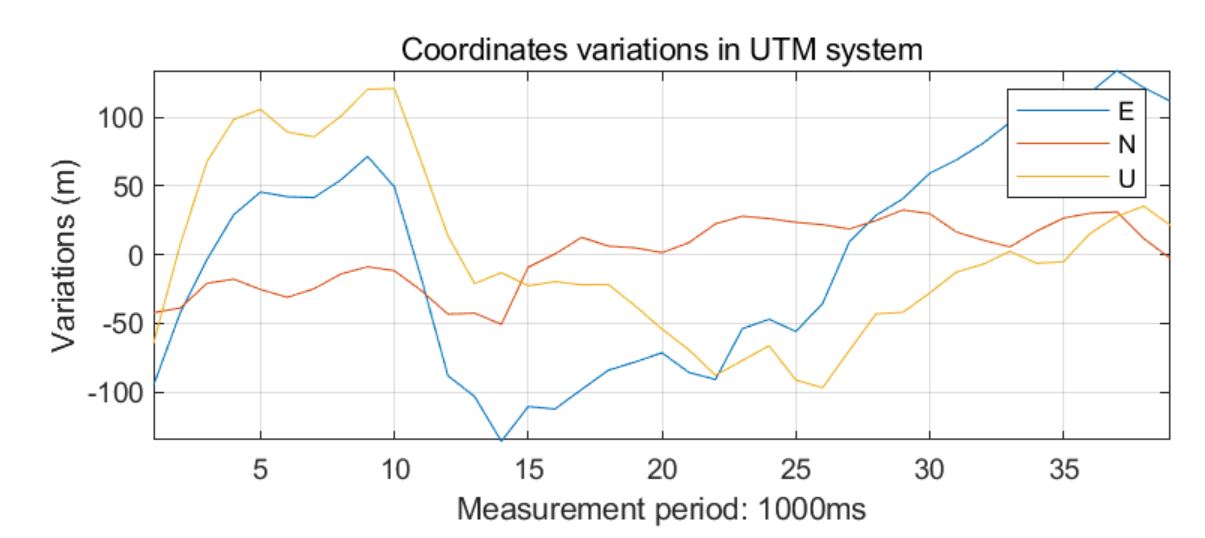 Coordinates variations in UTM system
Variations (m)
100
50
0
-50
-100
E
N
U
5 10 15 20 25 30 35
Measurement period: 1000ms